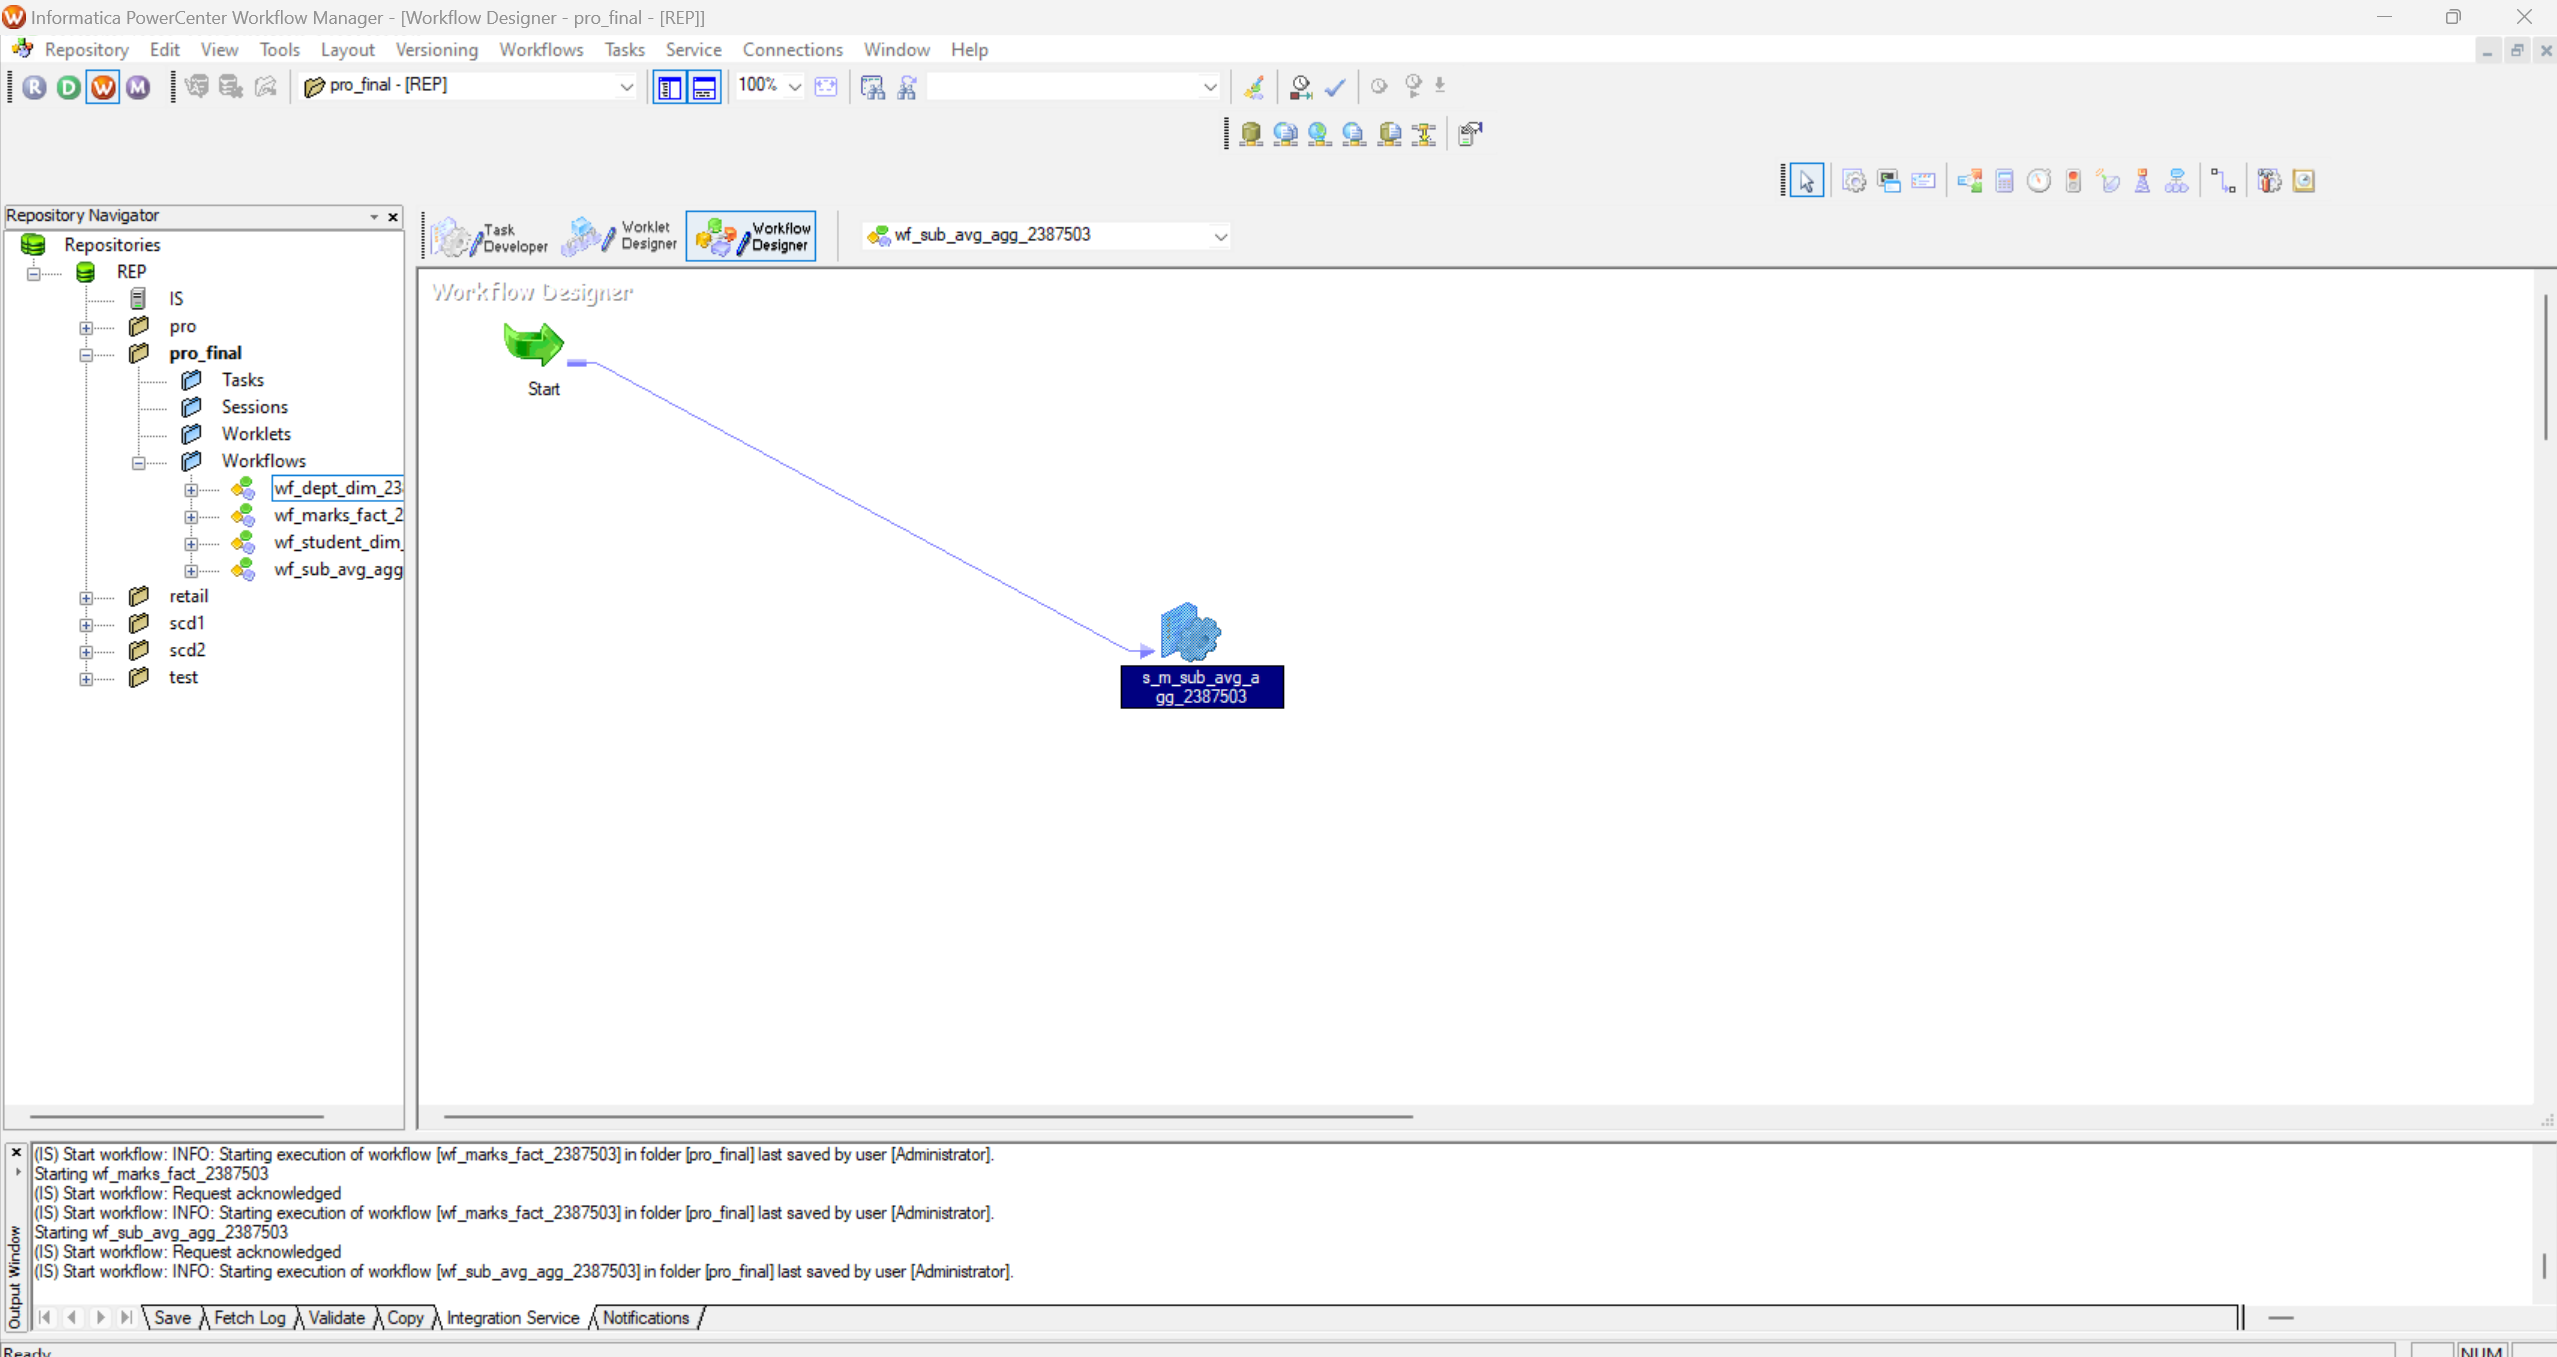 Informatica PowerCenter Workflow Manager - [Workflow Designer - pro_final - [REP]]
Repository Edit View Tools Layout Versioning Workflows Tasks Service Connections Window Help
R D W M pro_final - [REP] 100%
Repository Navigator
Repositories
REP
IS
pro
pro_final
Tasks
Sessions
Worklets
Workflows
wf_dept_dim_23
wf_marks_fact_2
wf_student_dim_
wf_sub_avg_agg
retail
scd1
scd2
test
Task Developer
Worklet Designer
Workflow Designer
wf_sub_avg_agg_2387503
Workflow Designer
Start
s_m_sub_avg_a
gg_2387503
Output Window
(IS) Start workflow: INFO: Starting execution of workflow [wf_marks_fact_2387503] in folder [pro_final] last saved by user [Administrator].
Starting wf_marks_fact_2387503
(IS) Start workflow: Request acknowledged
(IS) Start workflow: INFO: Starting execution of workflow [wf_marks_fact_2387503] in folder [pro_final] last saved by user [Administrator].
Starting wf_sub_avg_agg_2387503
(IS) Start workflow: Request acknowledged
(IS) Start workflow: INFO: Starting execution of workflow [wf_sub_avg_agg_2387503] in folder [pro_final] last saved by user [Administrator].
Save Fetch Log Validate Copy Integration Service Notifications
Ready NUM